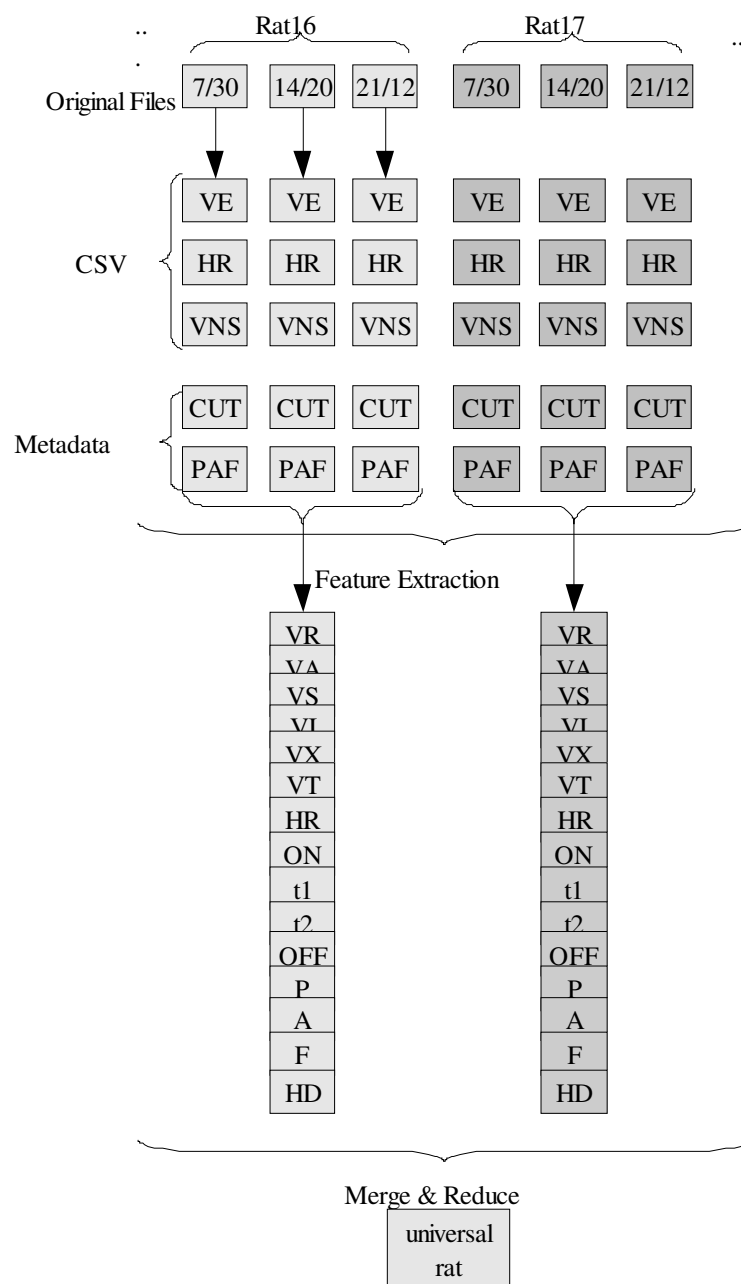 .. Rat16 Rat17 ..
.
Original Files 7/30 14/20 21/12 7/30 14/20 21/12
VE VE VE VE VE VE
CSV HR HR HR HR HR HR
VNS VNS VNS VNS VNS VNS
CUT CUT CUT CUT CUT CUT
Metadata
PAF PAF PAF PAF PAF PAF
Feature Extraction
VR VR
VA VA
VS VS
VI VI
VX VX
VT VT
HR HR
ON ON
t1 t1
t2 t2
OFF OFF
P P
A A
F F
HD HD
Merge & Reduce
universal
rat